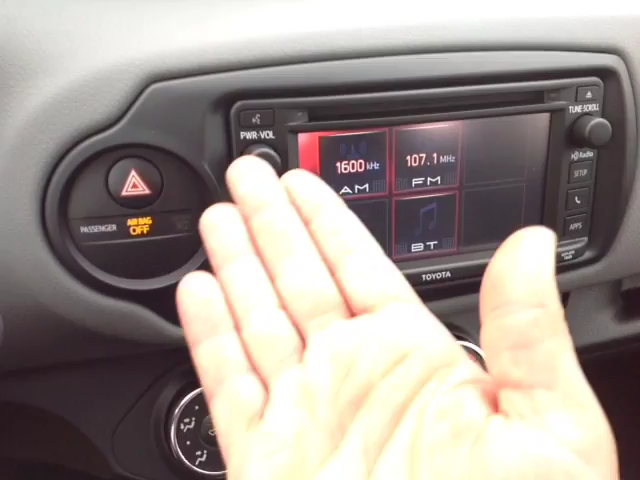 PWR·VOL
TUNE·SCROLL
HD Radio
1600 kHz
AM
107.1 MHz
FM
SETUP
APPS
PASSENGER
AIR BAG
OFF
BT
TOYOTA